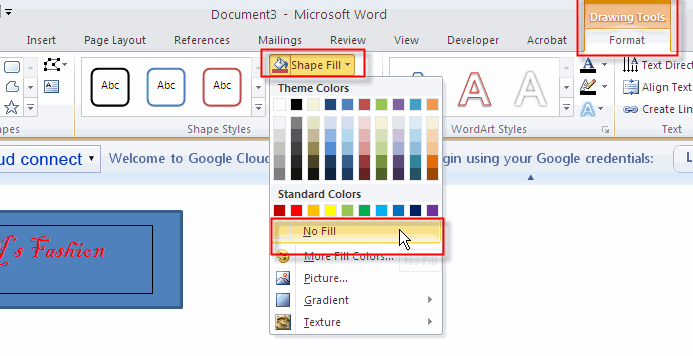 Document3 - Microsoft Word
Drawing Tools
Insert Page Layout References Mailings Review View Developer Acrobat Format
Shape Fill
Abc Abc Abc
A A A
Text Direct
Align Text
Create Lin
apes Shape Styles WordArt Styles Text
Theme Colors
ud connect Welcome to Google Cloud gin using your Google credentials: L
Standard Colors
No Fill
's Fashion
More Fill Colors...
No Fill
Picture...
Gradient
Texture